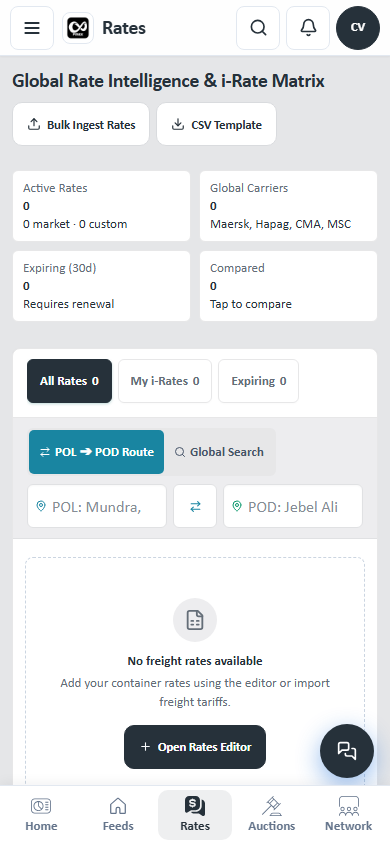 Rates
CV
Global Rate Intelligence & i-Rate Matrix
Bulk Ingest Rates
CSV Template
Active Rates
0
0 market · 0 custom
Global Carriers
0
Maersk, Hapag, CMA, MSC
Expiring (30d)
0
Requires renewal
Compared
0
Tap to compare
All Rates 0
My i-Rates 0
Expiring 0
POL ➔ POD Route
Global Search
POL: Mundra,
POD: Jebel Ali
No freight rates available
Add your container rates using the editor or import
freight tariffs.
Open Rates Editor
Home
Feeds
Rates
Auctions
Network